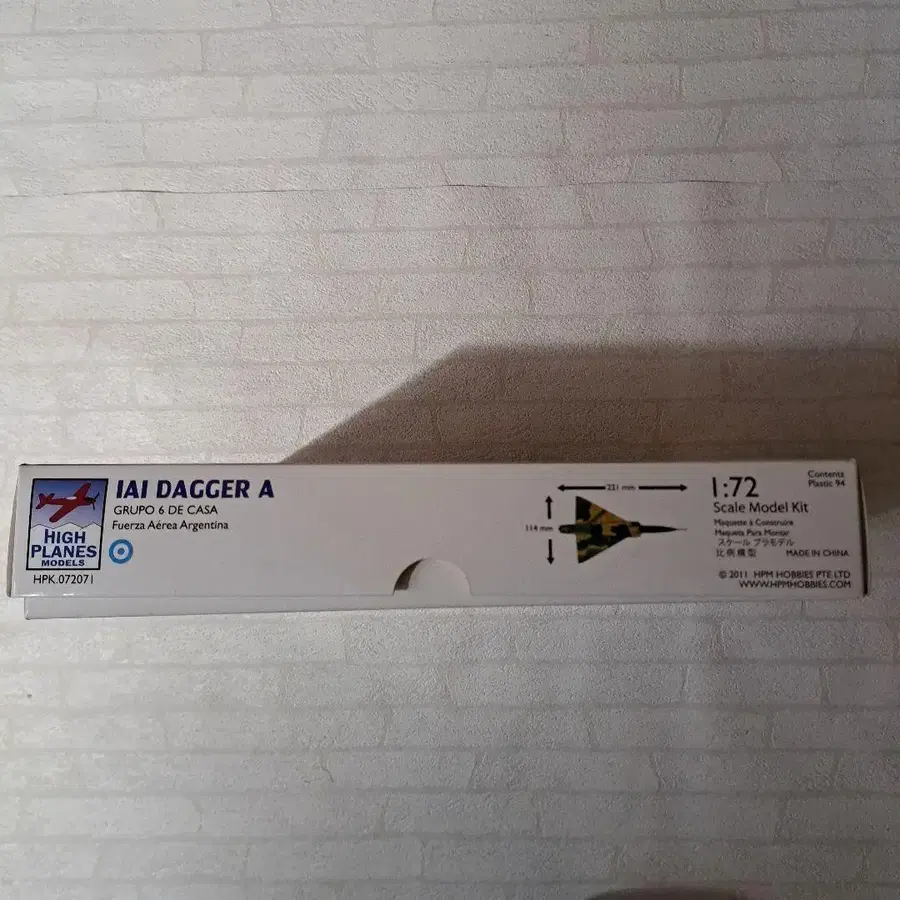 HIGH
PLANES
MODELS
HPK.072071
IAI DAGGER A
GRUPO 6 DE CASA
Fuerza Aérea Argentina
221 mm
114 mm
1:72
Scale Model Kit
Maquette à Construire
Maqueta Para Montar
スケール プラモデル
比例模型
MADE IN CHINA
Contents
Plastic 94
© 2011 HPM HOBBIES PTE LTD
WWW.HPMHOBBIES.COM